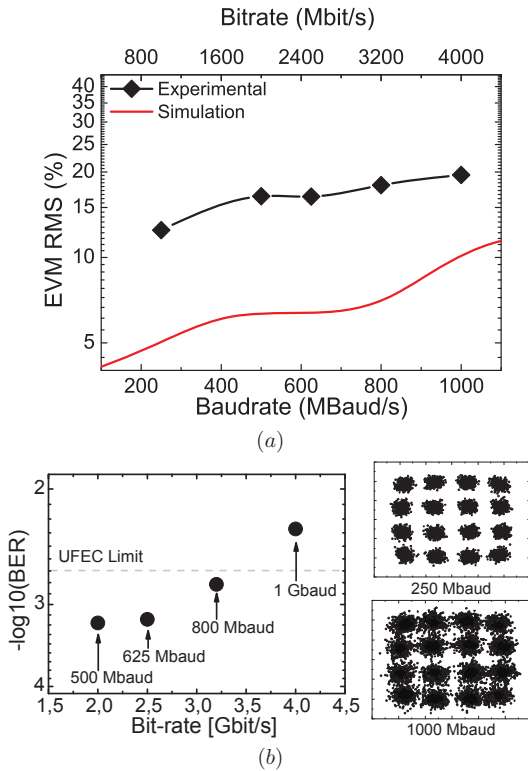 Bitrate (Mbit/s)
800 1600 2400 3200 4000
Experimental
Simulation
EVM RMS (%)
40
35
30
25
20
15
10
5
200 400 600 800 1000
Baudrate (MBaud/s)
(a)
-log10(BER)
2
3
4
UFEC Limit
1 Gbaud
800 Mbaud
625 Mbaud
500 Mbaud
1,5 2,0 2,5 3,0 3,5 4,0 4,5
Bit-rate [Gbit/s]
250 Mbaud
1000 Mbaud
(b)